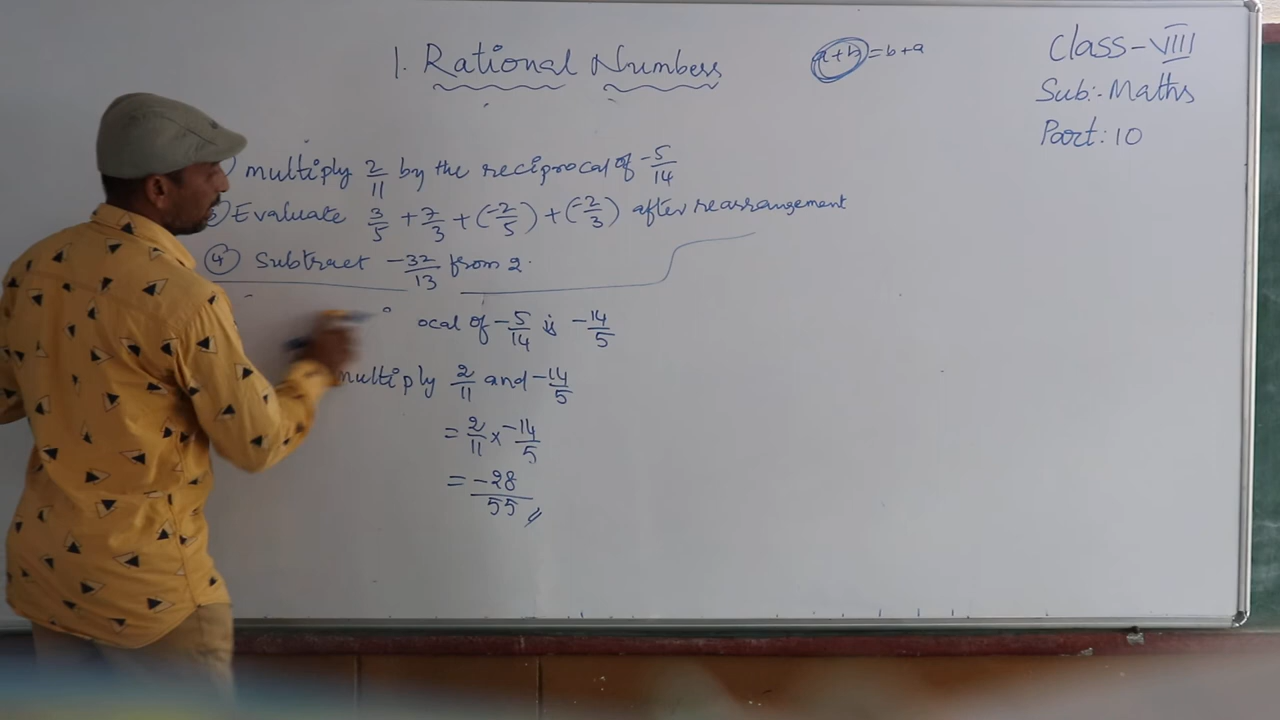 1. Rational Numbers
a+b = b+a
Class-VIII
Sub:- Maths
Part: 10
) multiply 2/11 by the reciprocal of -5/14
Evaluate 3/5 + 7/3 + (-2/5) + (-2/3) after rearrangement
④ Subtract -32/13 from 2.
ocal of -5/14 is -14/5
multiply 2/11 and -14/5
= 2/11 × -14/5
= -28/55 //